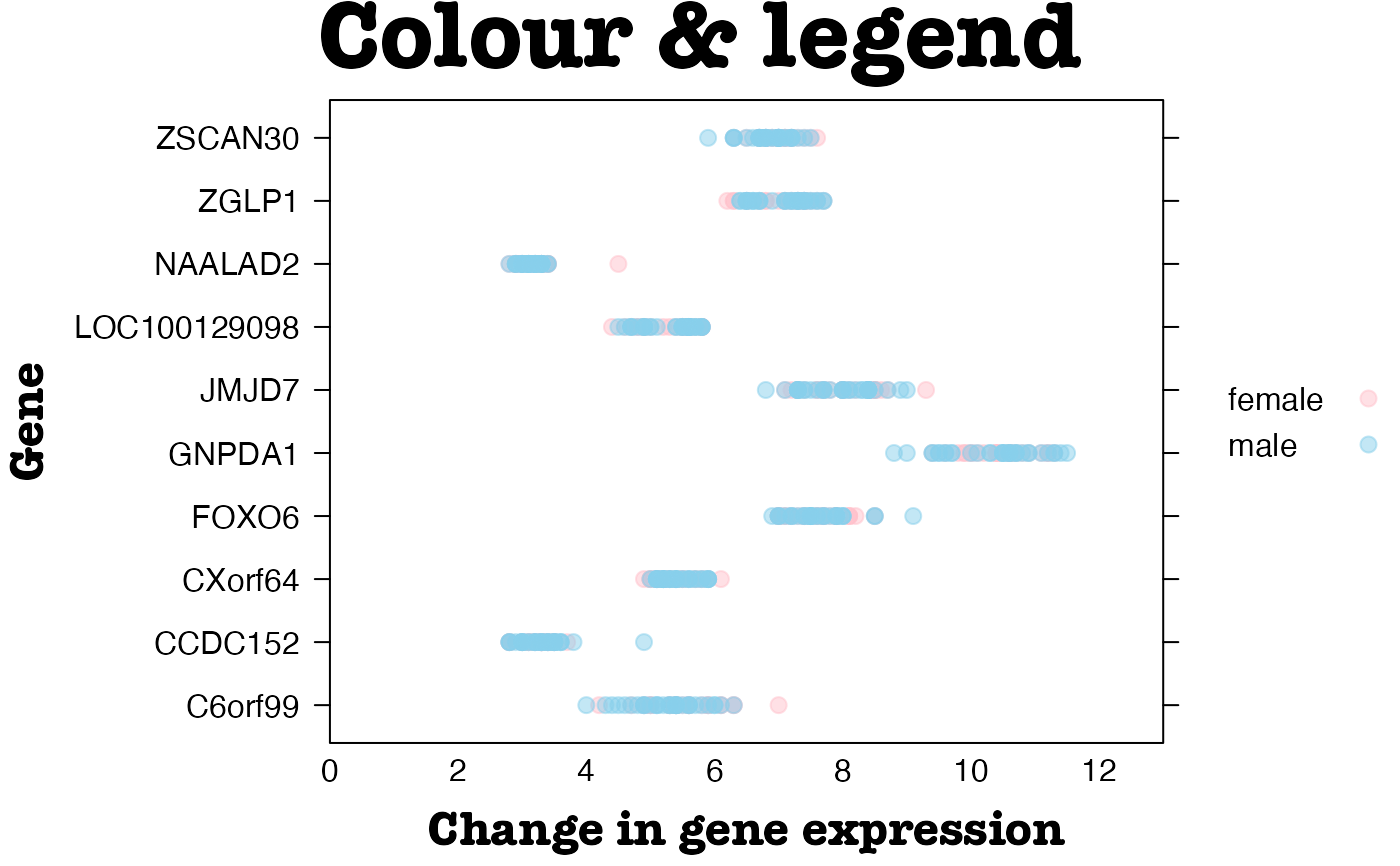 Colour & legend
ZSCAN30
ZGLP1
NAALAD2
LOC100129098
JMJD7
GNPDA1
FOXO6
CXorf64
CCDC152
C6orf99
Gene
0 2 4 6 8 10 12
Change in gene expression
female
male